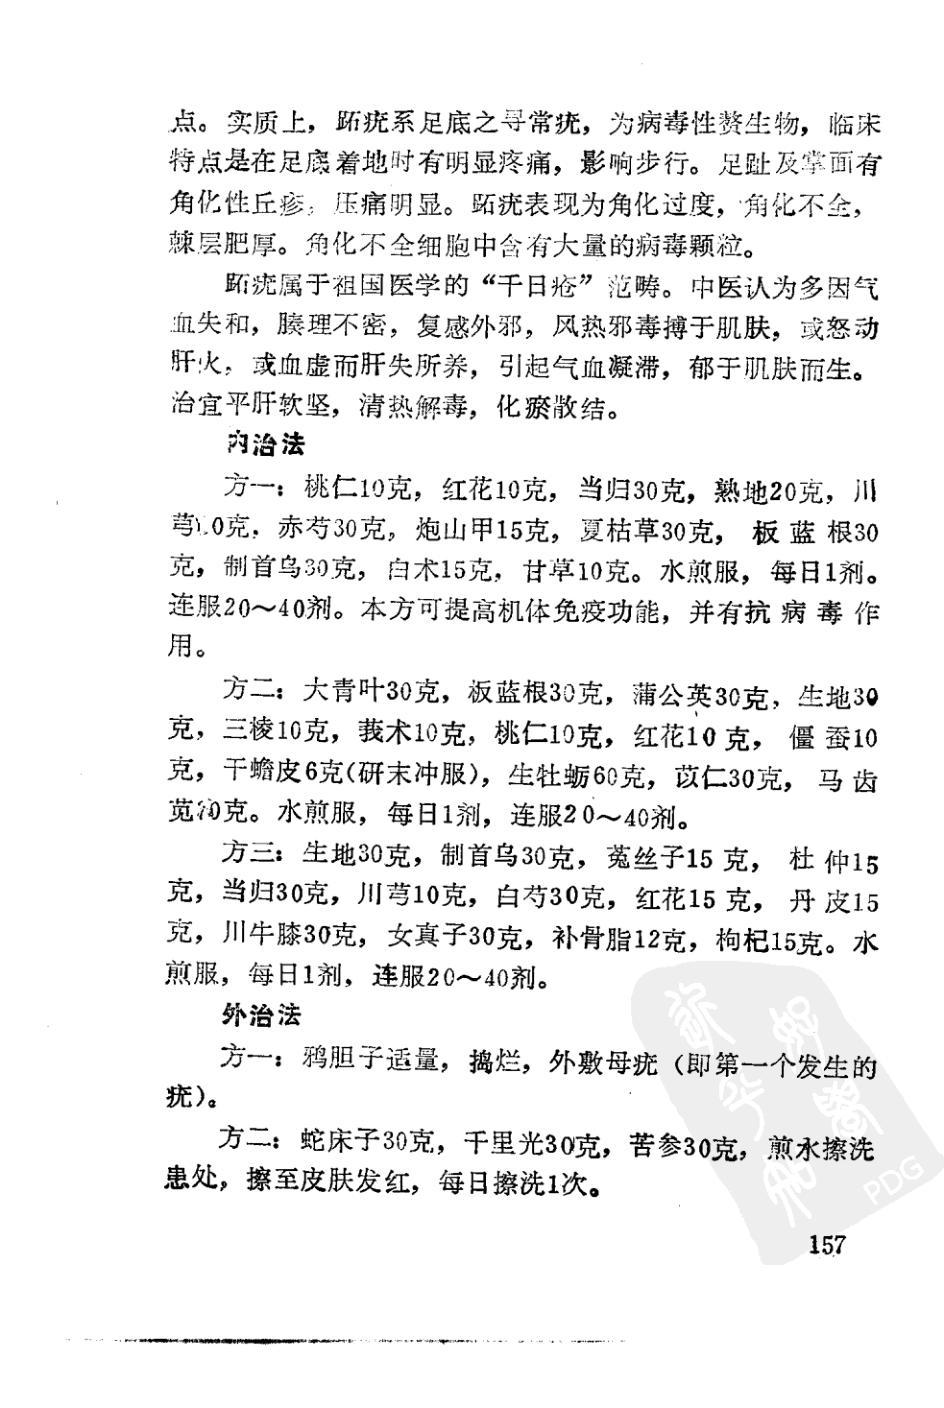 点。实质上，跖疣系足底之寻常疣，为病毒性赘生物，临床
特点是在足底着地时有明显疼痛，影响步行。足趾及掌面有
角化性丘疹，压痛明显。跖疣表现为角化过度，角化不全，
棘层肥厚。角化不全细胞中含有大量的病毒颗粒。
跖疣属于祖国医学的“千日疮”范畴。中医认为多因气
血失和，腠理不密，复感外邪，风热邪毒搏于肌肤，或怒动
肝火，或血虚而肝失所养，引起气血凝滞，郁于肌肤而生。
治宜平肝软坚，清热解毒，化瘀散结。
内治法
方一：桃仁10克，红花10克，当归30克，熟地20克，川
芎10克，赤芍30克，炮山甲15克，夏枯草30克，板蓝根30
克，制首乌30克，白术15克，甘草10克。水煎服，每日1剂。
连服20～40剂。本方可提高机体免疫功能，并有抗病毒作
用。
方二：大青叶30克，板蓝根30克，蒲公英30克，生地30
克，三棱10克，莪术10克，桃仁10克，红花10克，僵蚕10
克，干蟾皮6克(研末冲服)，生牡蛎60克，苡仁30克，马齿
苋克。水煎服，每日1剂，连服20～40剂。
方三：生地30克，制首乌30克，菟丝子15克，杜仲15
克，当归30克，川芎10克，白芍30克，红花15克，丹皮15
克，川牛膝30克，女真子30克，补骨脂12克，枸杞15克。水
煎服，每日1剂，连服20～40剂。
外治法
方一：鸦胆子适量，捣烂，外敷母疣（即第一个发生的
疣）。
方二：蛇床子30克，千里光30克，苦参30克，煎水擦洗
患处，擦至皮肤发红，每日擦洗1次。
PDG
157